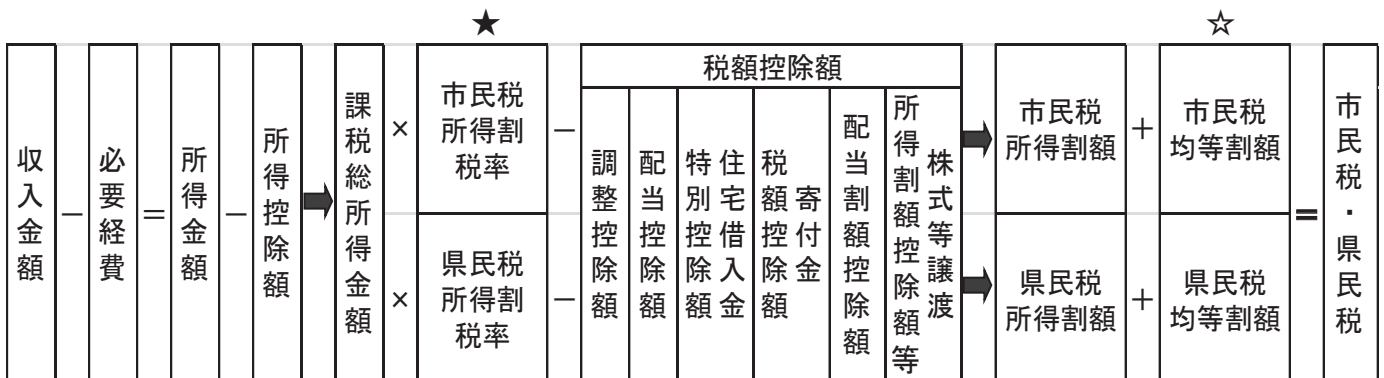 ★
☆
収入金額
−
必要経費
=
所得金額
−
所得控除額
課税総所得金額
×
市民税
所得割
税率
−
×
県民税
所得割
税率
−
税額控除額
調整控除額
配当控除額
住宅借入金
特別控除額
寄付金
税額控除額
配当割額控除額
株式等譲渡
所得割額控除額等
市民税
所得割額
+
市民税
均等割額
県民税
所得割額
+
県民税
均等割額
=
市民税・県民税